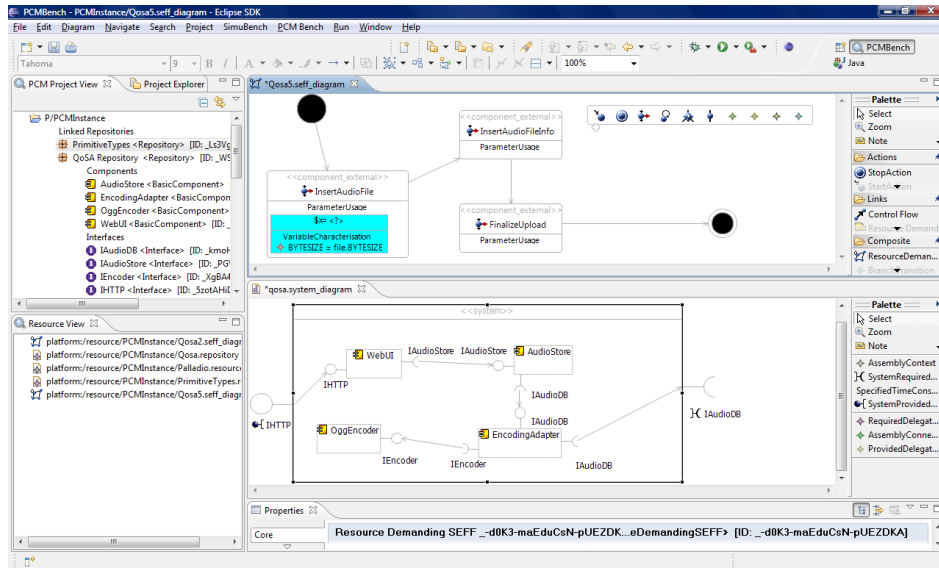 PCMBench - PCMInstance/Qosa5.seff_diagram - Eclipse SDK
File Edit Diagram Navigate Search Project SimuBench PCM Bench Run Window Help
PCMBench
Tahoma 9 B I A 100% Java
PCM Project View Project Explorer
P/PCMInstance
Linked Repositories
PrimitiveTypes <Repository> [ID: _Ls3Vg
QoSA Repository <Repository> [ID: _WS
Components
AudioStore <BasicComponent>
EncodingAdapter <BasicCompon
OggEncoder <BasicComponent>
WebUI <BasicComponent> [ID: _
Interfaces
IAudioDB <Interface> [ID: _kmoH
IAudioStore <Interface> [ID: _PG
IEncoder <Interface> [ID: _XgBA4
IHTTP <Interface> [ID: _5zotAHiD
Resource View
platform:/resource/PCMInstance/Qosa2.seff_diagr
platform:/resource/PCMInstance/Qosa.repository
platform:/resource/PCMInstance/Palladio.resource
platform:/resource/PCMInstance/PrimitiveTypes.r
platform:/resource/PCMInstance/Qosa5.seff_diagr
*Qosa5.seff_diagram
<<component_external>>
InsertAudioFile
ParameterUsage
$x= <?>
VariableCharacterisation
BYTESIZE = file.BYTESIZE
<<component_external>>
InsertAudioFileInfo
ParameterUsage
<<component_external>>
FinalizeUpload
ParameterUsage
Palette
Select
Zoom
Note
Actions
StopAction
StartAction
Links
Control Flow
Composite
ResourceDeman...
*qosa.system_diagram
<<system>>
WebUI
IAudioStore
IAudioStore
AudioStore
IHTTP
IHTTP
IAudioDB
IAudioDB
OggEncoder
IEncoder
IEncoder
EncodingAdapter
IAudioDB
IAudioDB
Palette
Select
Zoom
Note
AssemblyContext
SystemRequired...
SpecifiedTimeCons...
SystemProvided...
RequiredDelegat...
AssemblyConne...
ProvidedDelegat...
Properties
Core
Resource Demanding SEFF _-d0K3-maEduCsN-pUEZDK...eDemandingSEFF> [ID: _-d0K3-maEduCsN-pUEZDKA]